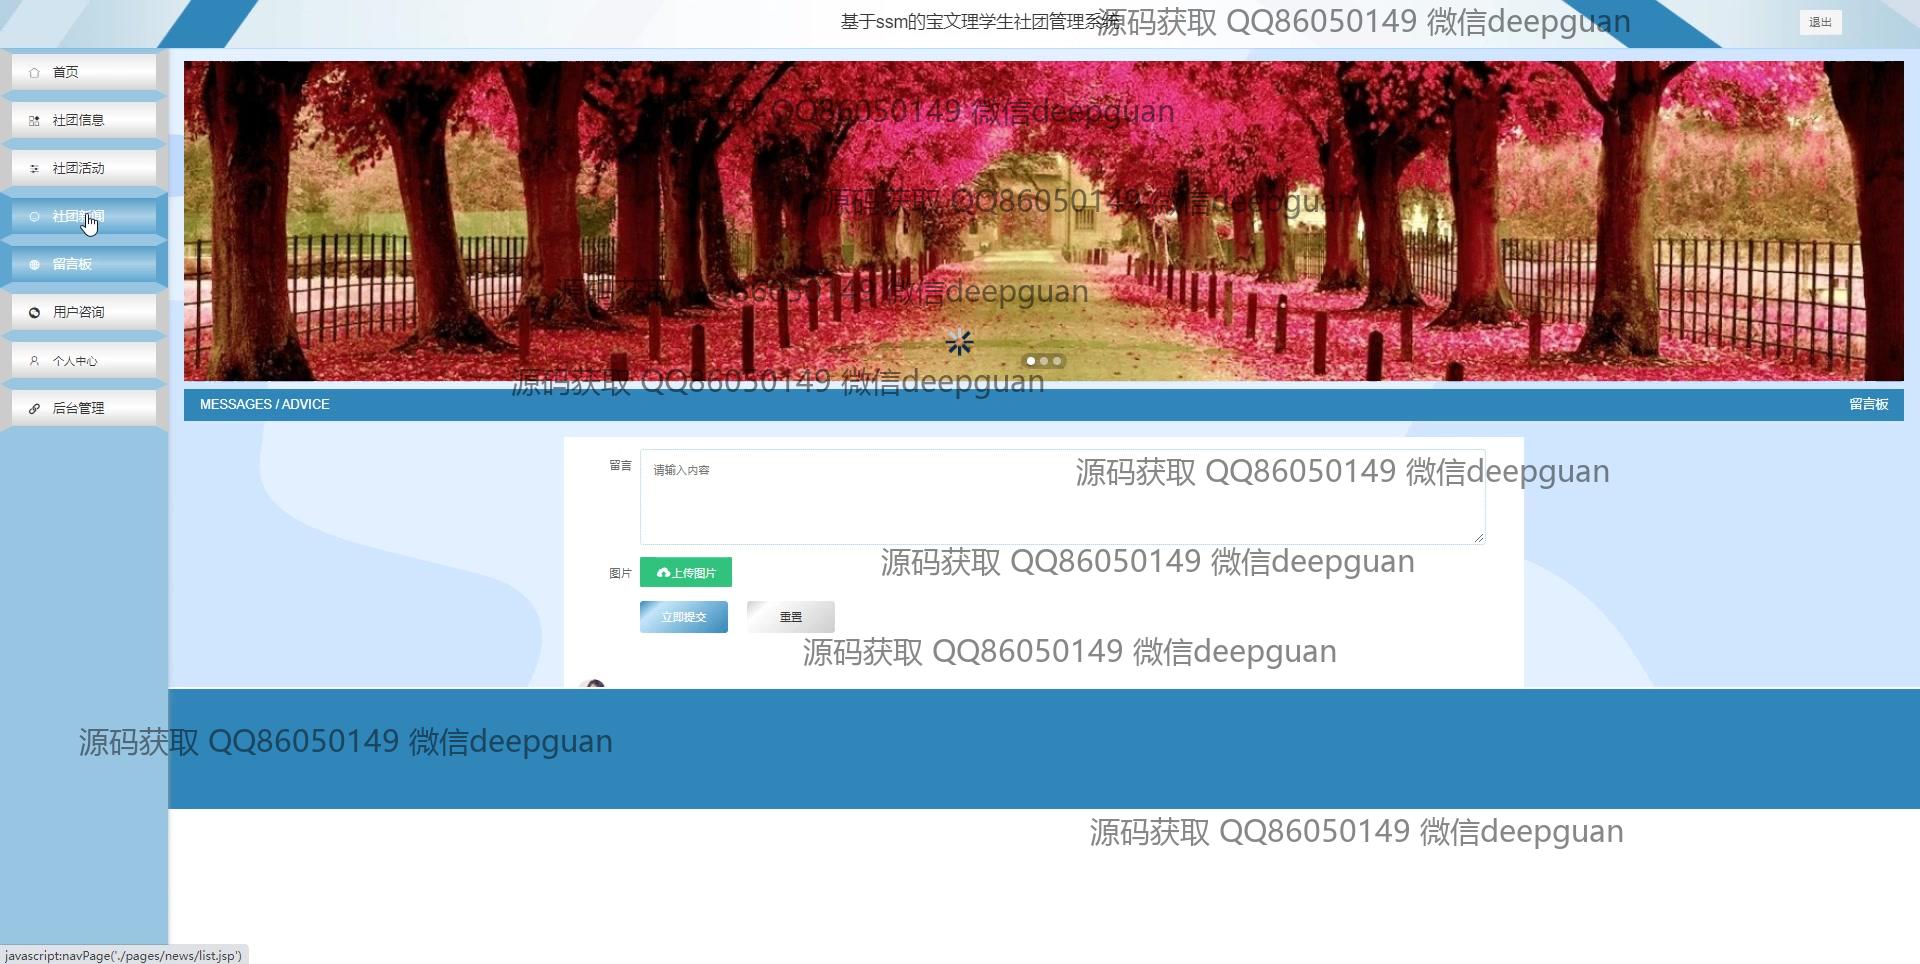 基于ssm的宝文理学生社团管理系统
源码获取 QQ86050149 微信deepguan
退出
首页
社团信息
社团活动
社团新闻
留言板
用户咨询
个人中心
后台管理
源码获取 QQ86050149 微信deepguan
源码获取 QQ86050149 微信deepguan
源码获取 QQ86050149 微信deepguan
源码获取 QQ86050149 微信deepguan
MESSAGES / ADVICE
留言板
留言
请输入内容
源码获取 QQ86050149 微信deepguan
图片
上传图片
源码获取 QQ86050149 微信deepguan
立即提交
重置
源码获取 QQ86050149 微信deepguan
源码获取 QQ86050149 微信deepguan
源码获取 QQ86050149 微信deepguan
javascript:navPage('./pages/news/list.jsp')